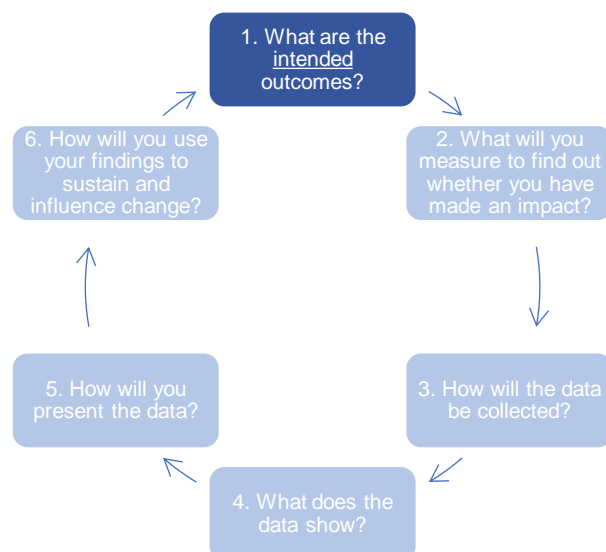 1. What are the
intended
outcomes?
2. What will you
measure to find out
whether you have
made an impact?
3. How will the data
be collected?
4. What does the
data show?
5. How will you
present the data?
6. How will you use
your findings to
sustain and
influence change?